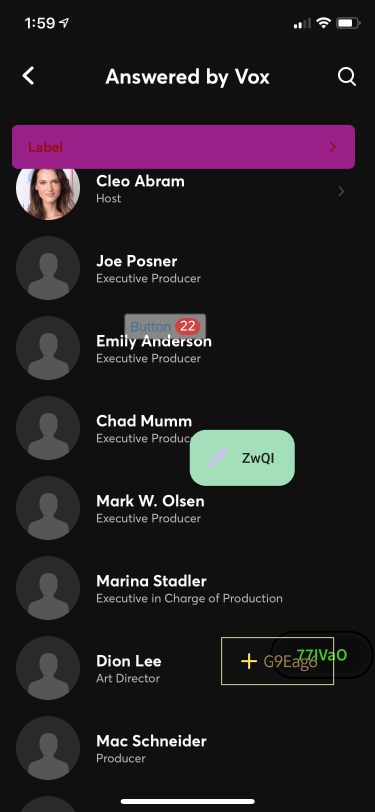 1:59
Answered by Vox
Label
Cleo Abram
Host
Joe Posner
Executive Producer
Button 22
Emily Anderson
Executive Producer
Chad Mumm
Executive Produc
ZwQI
Mark W. Olsen
Executive Producer
Marina Stadler
Executive in Charge of Production
77JVaO
Dion Lee
Art Director
Mac Schneider
Producer